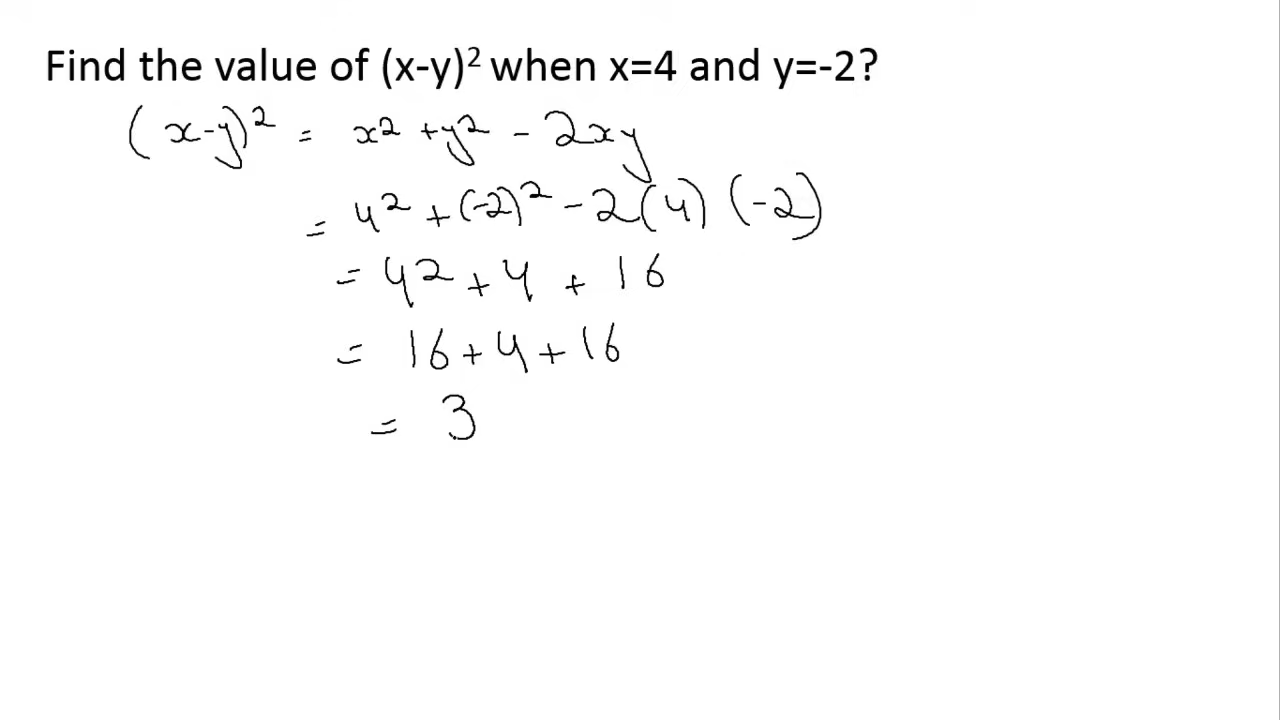 Find the value of (x-y)² when x=4 and y=-2?
(x-y)² = x² + y² - 2xy
= 4² + (-2)² - 2(4) (-2)
= 4² + 4 + 16
= 16 + 4 + 16
= 3